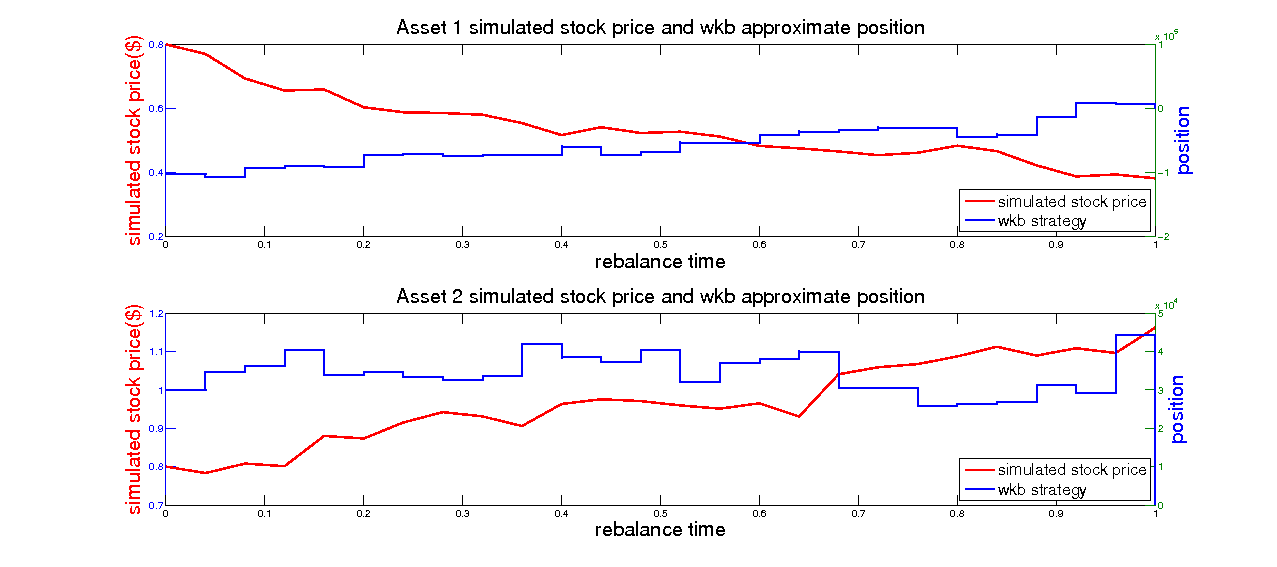 Asset 1 simulated stock price and wkb approximate position
x 10^5
simulated stock price($)
0.8
0.6
0.4
0.2
1
0
-1
-2
position
simulated stock price
wkb strategy
0 0.1 0.2 0.3 0.4 0.5 0.6 0.7 0.8 0.9 1
rebalance time
Asset 2 simulated stock price and wkb approximate position
x 10^4
simulated stock price($)
1.2
1.1
1
0.9
0.8
0.7
5
4
3
2
1
0
position
simulated stock price
wkb strategy
0 0.1 0.2 0.3 0.4 0.5 0.6 0.7 0.8 0.9 1
rebalance time